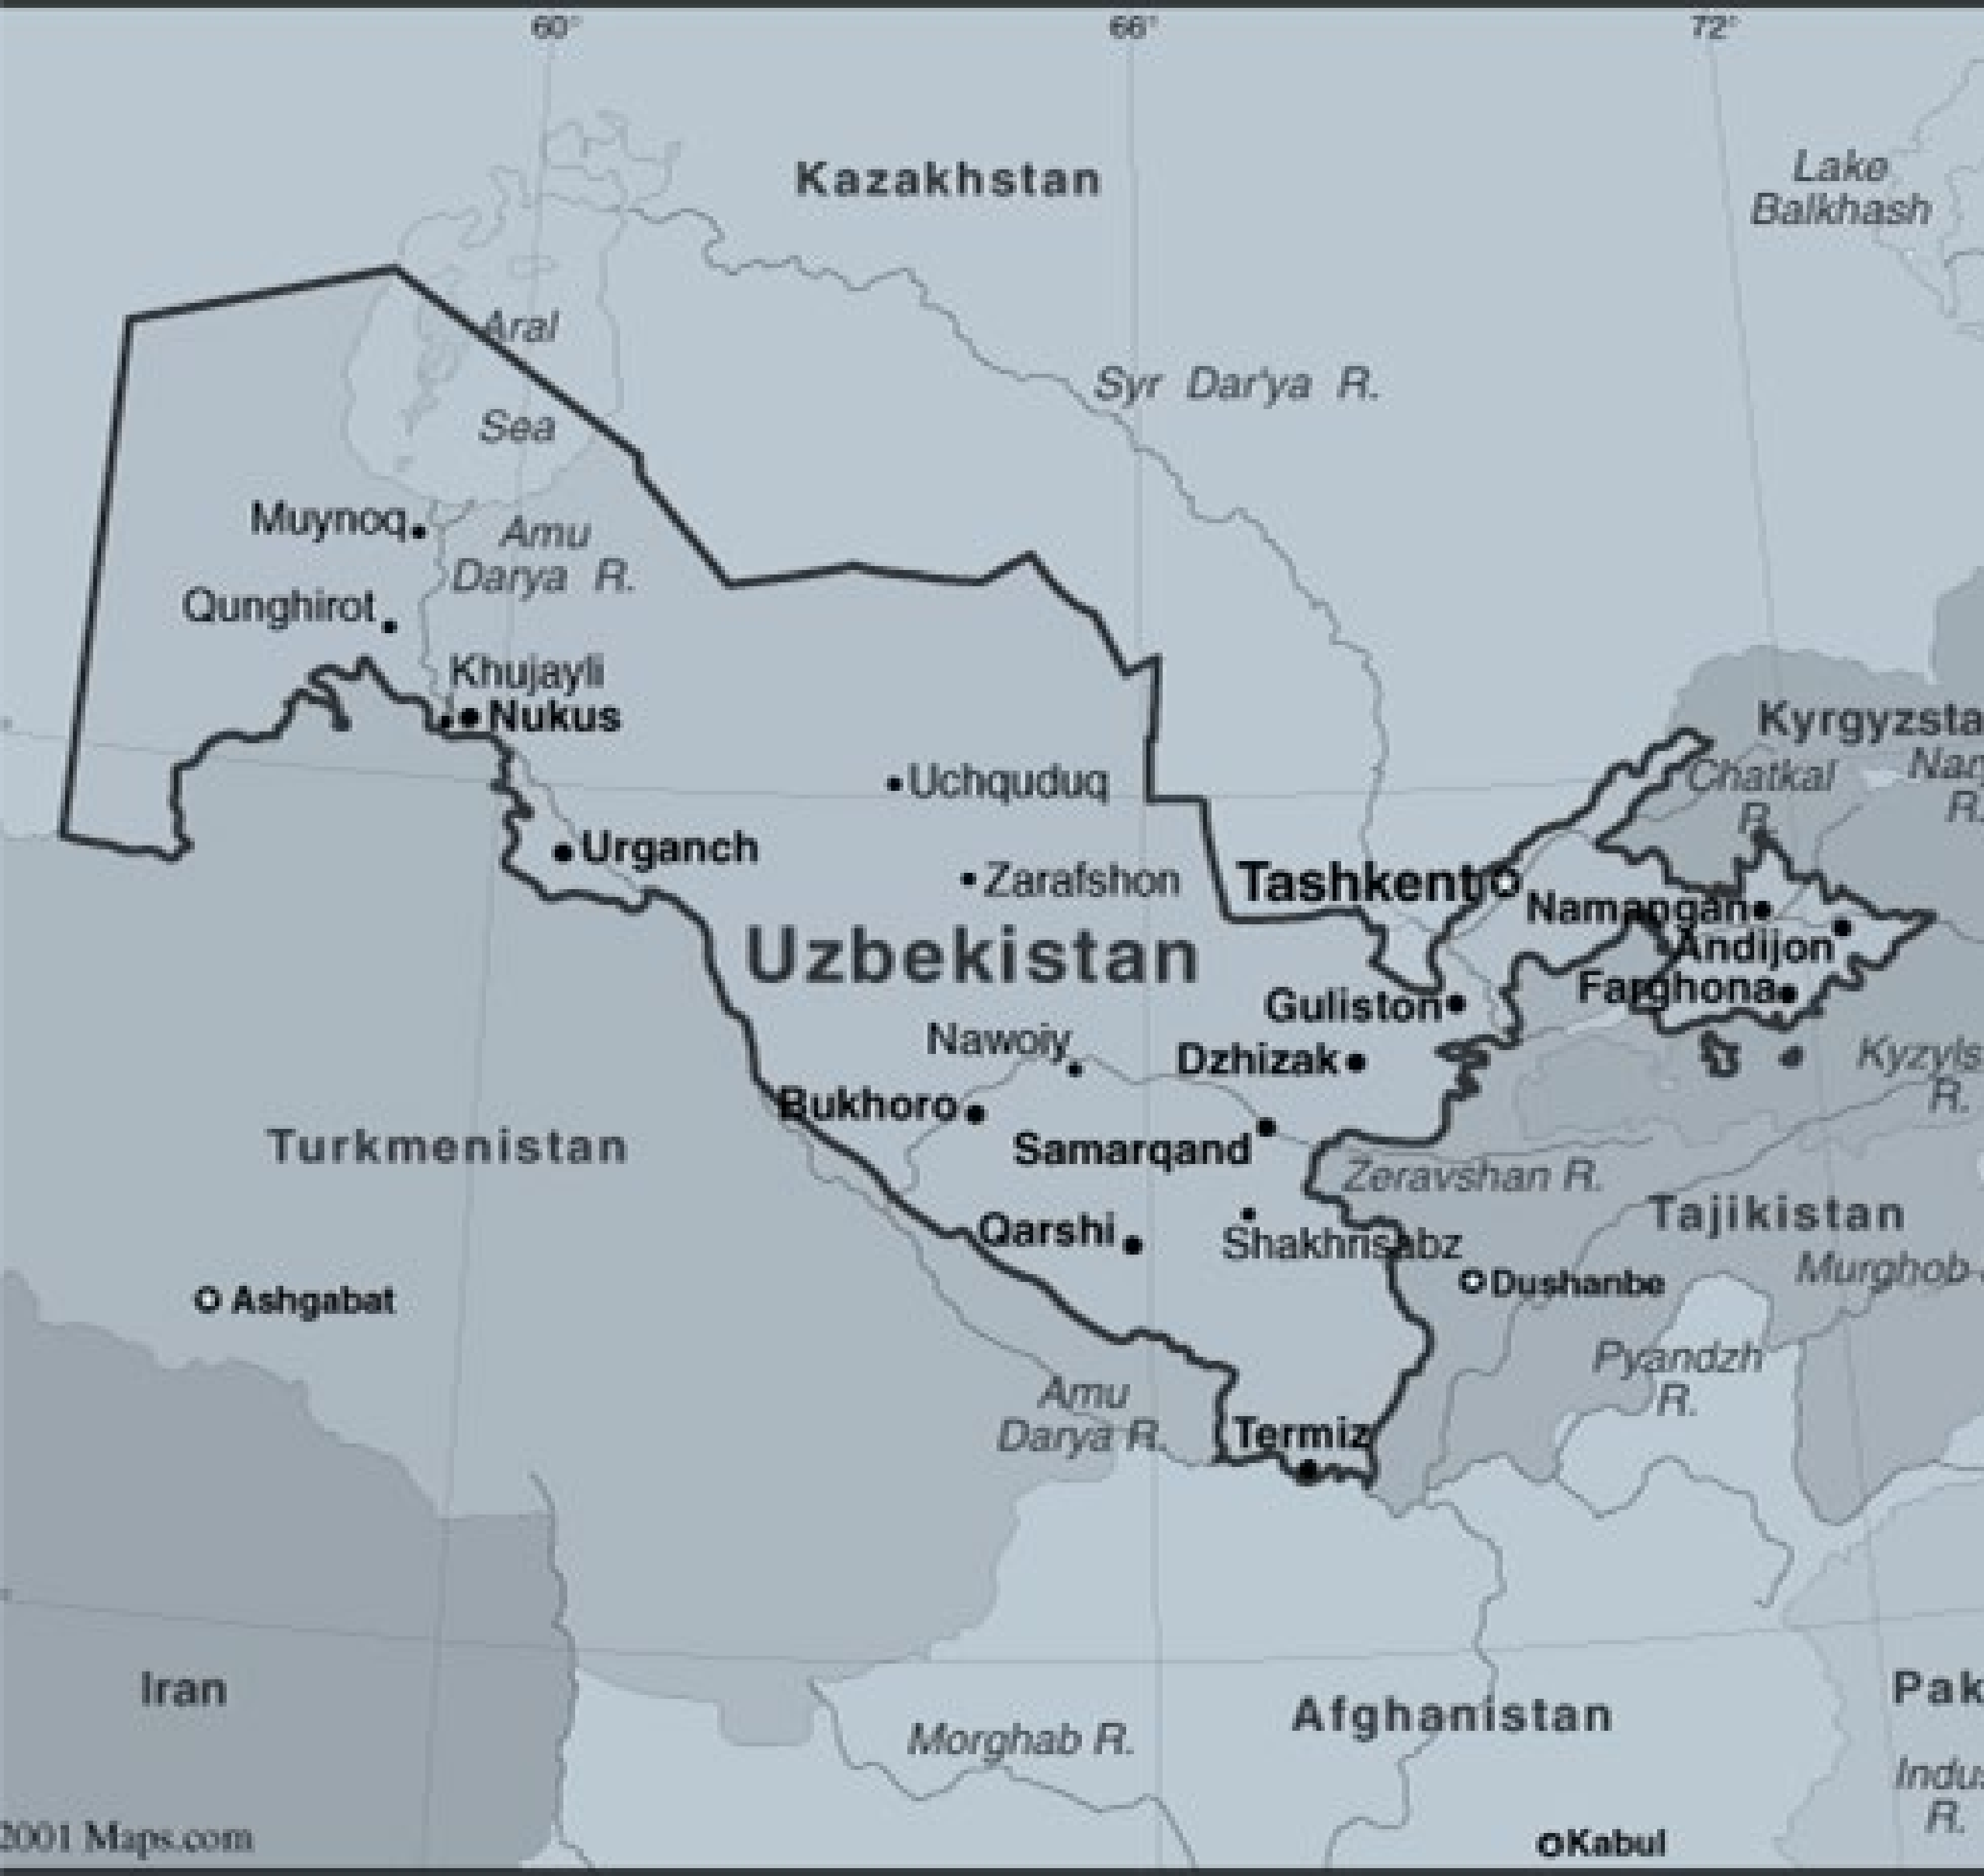 60°
66°
72°
Kazakhstan
Lake
Balkhash
Aral
Syr Dar'ya R.
Sea
Muynoq
Amu
Darya R.
Qunghirot
Khujayli
Nukus
Kyrgyzsta
Nar
R.
Chatkal
R.
Uchquduq
Urganch
Zarafshon
Tashkent
Namangan
Andijon
Uzbekistan
Farghona
Guliston
Nawoiy
Dzhizak
Kyzyls
R.
Bukhoro
Samarqand
Turkmenistan
Zeravshan R.
Tajikistan
Qarshi
Shakhrisabz
Murghob
Dushanbe
Ashgabat
Pyandzh
R.
Amu
Darya R.
Termiz
Iran
Pak
Afghanistan
Morghab R.
Indus
R.
2001 Maps.com
Kabul